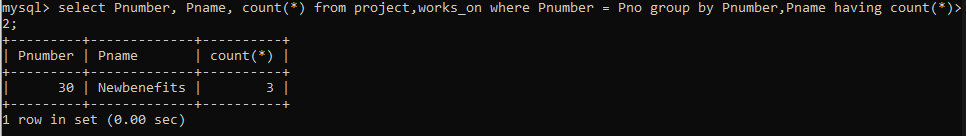 mysql> select Pnumber, Pname, count(*) from project,works_on where Pnumber = Pno group by Pnumber,Pname having count(*)>
2;
+---------+-------------+----------+
| Pnumber | Pname       | count(*) |
+---------+-------------+----------+
|      30 | Newbenefits |        3 |
+---------+-------------+----------+
1 row in set (0.00 sec)